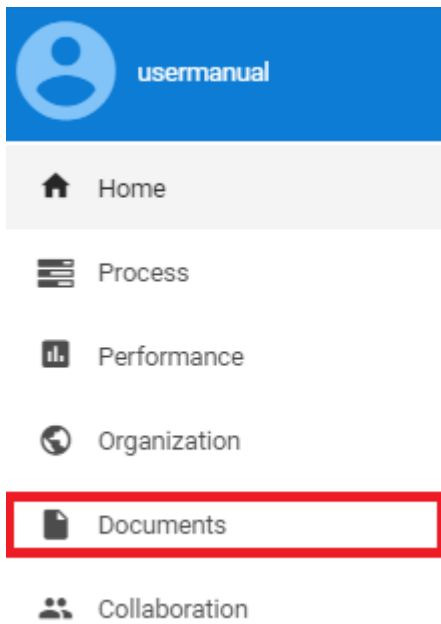 usermanual
Home
Process
Performance
Organization
Documents
Collaboration